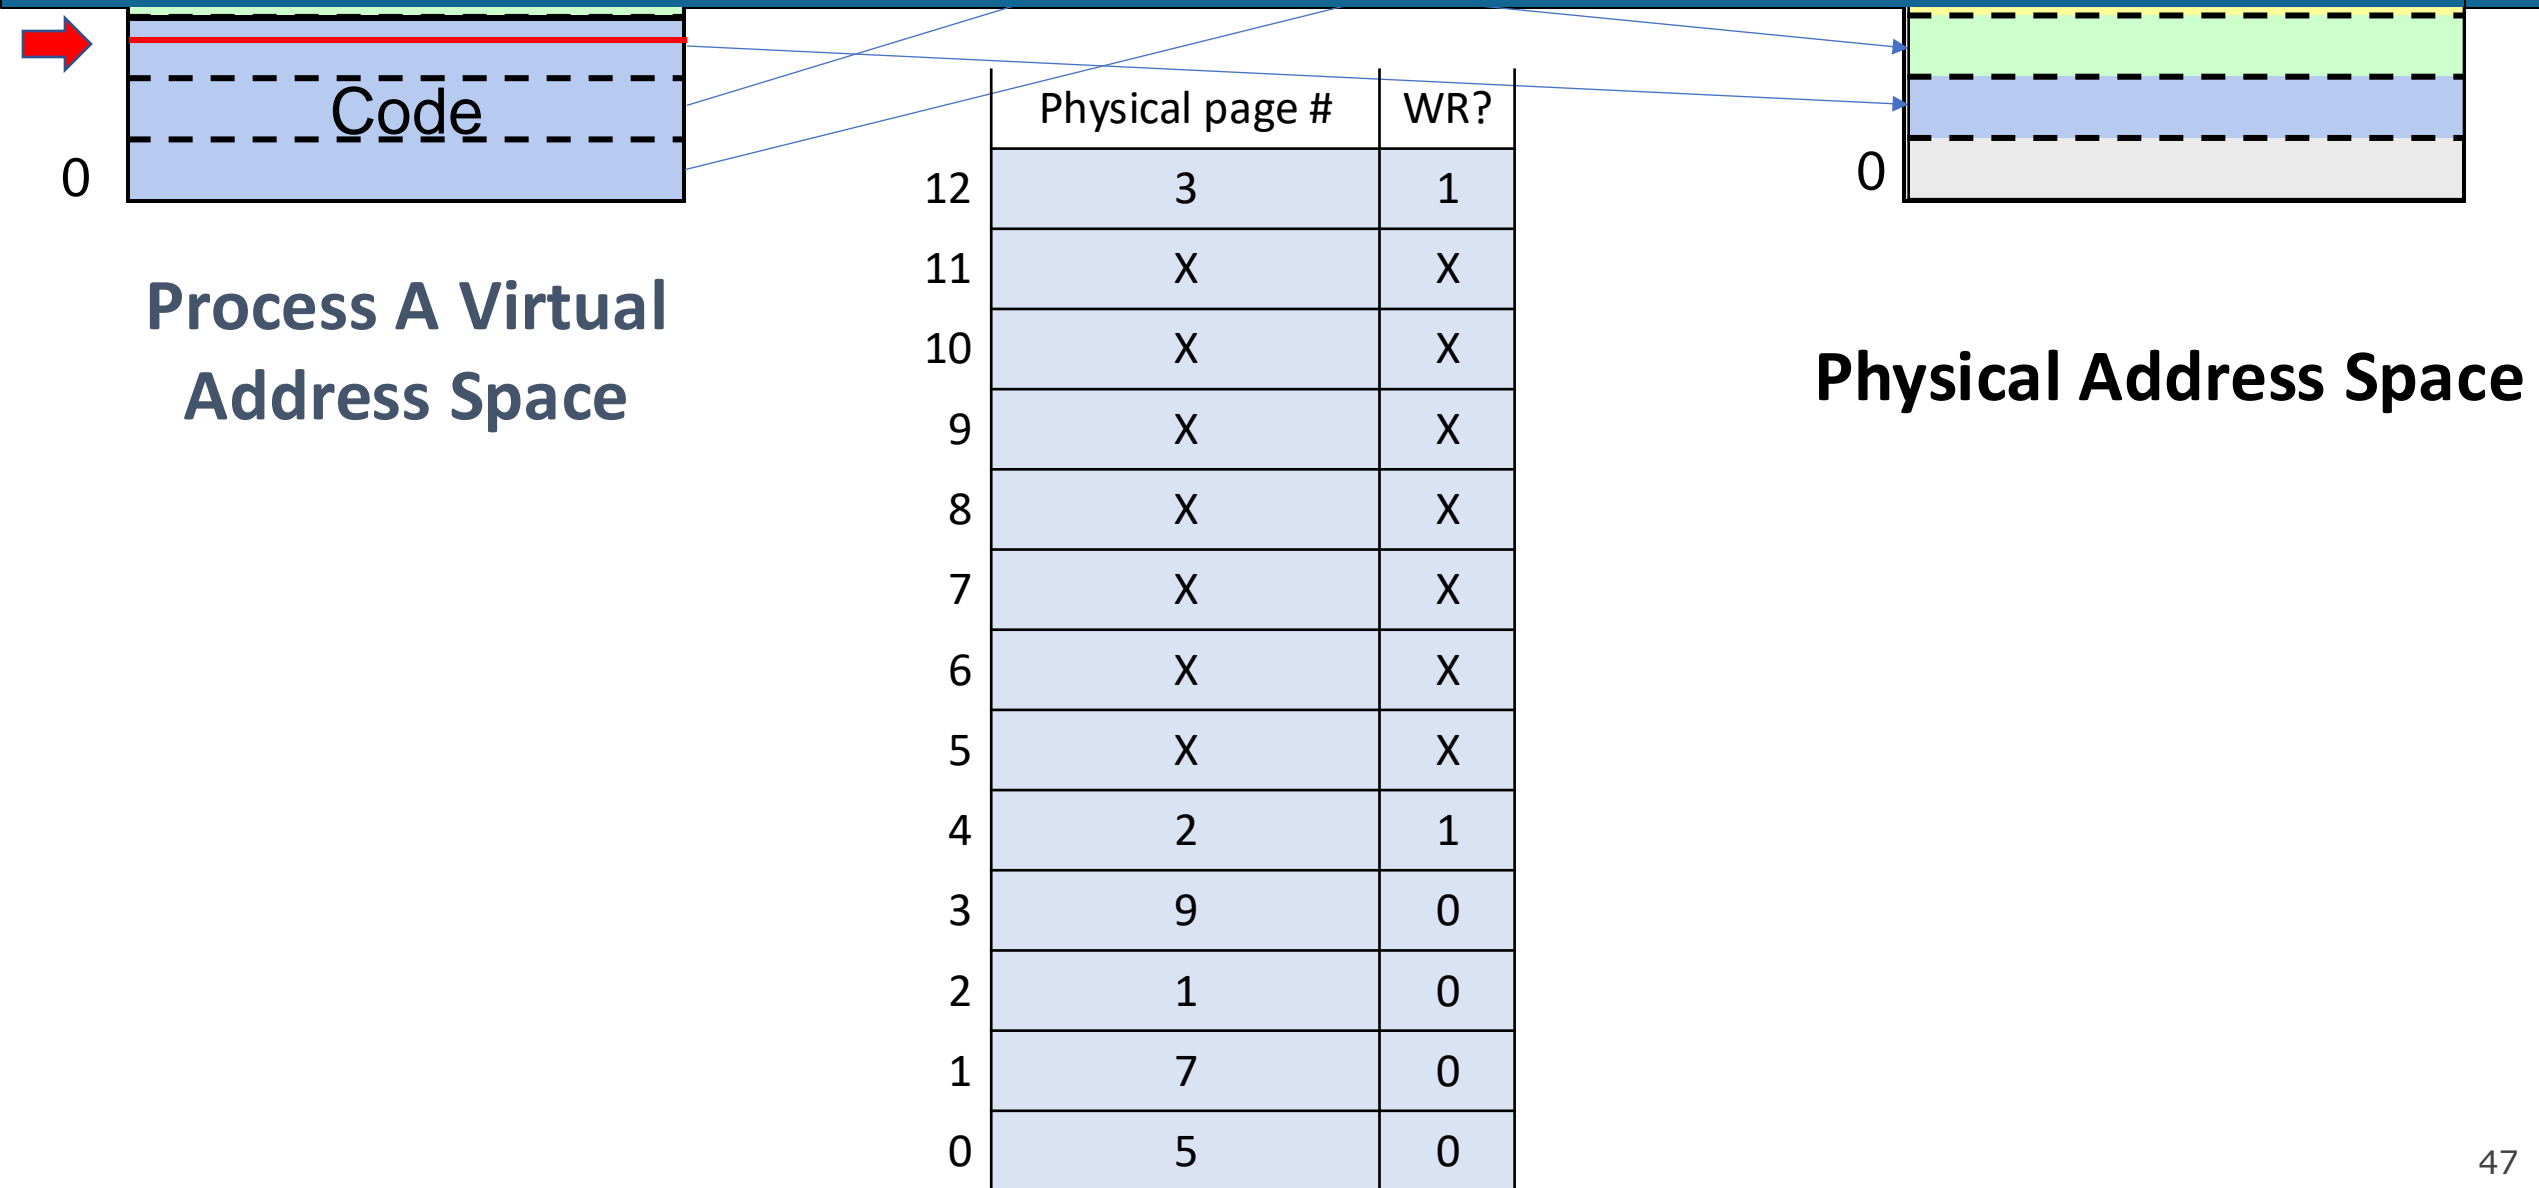 Code
0
Process A Virtual
Address Space
Physical page # WR?
12 3 1
11 X X
10 X X
9 X X
8 X X
7 X X
6 X X
5 X X
4 2 1
3 9 0
2 1 0
1 7 0
0 5 0
0
Physical Address Space
47